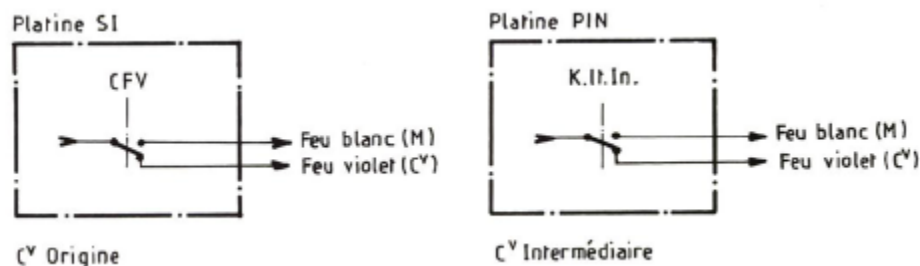 Platine SI
CFV
Feu blanc (M)
Feu violet (Cᵛ)
Cᵛ Origine
Platine PIN
K.It.In.
Feu blanc (M)
Feu violet (Cᵛ)
Cᵛ Intermédiaire